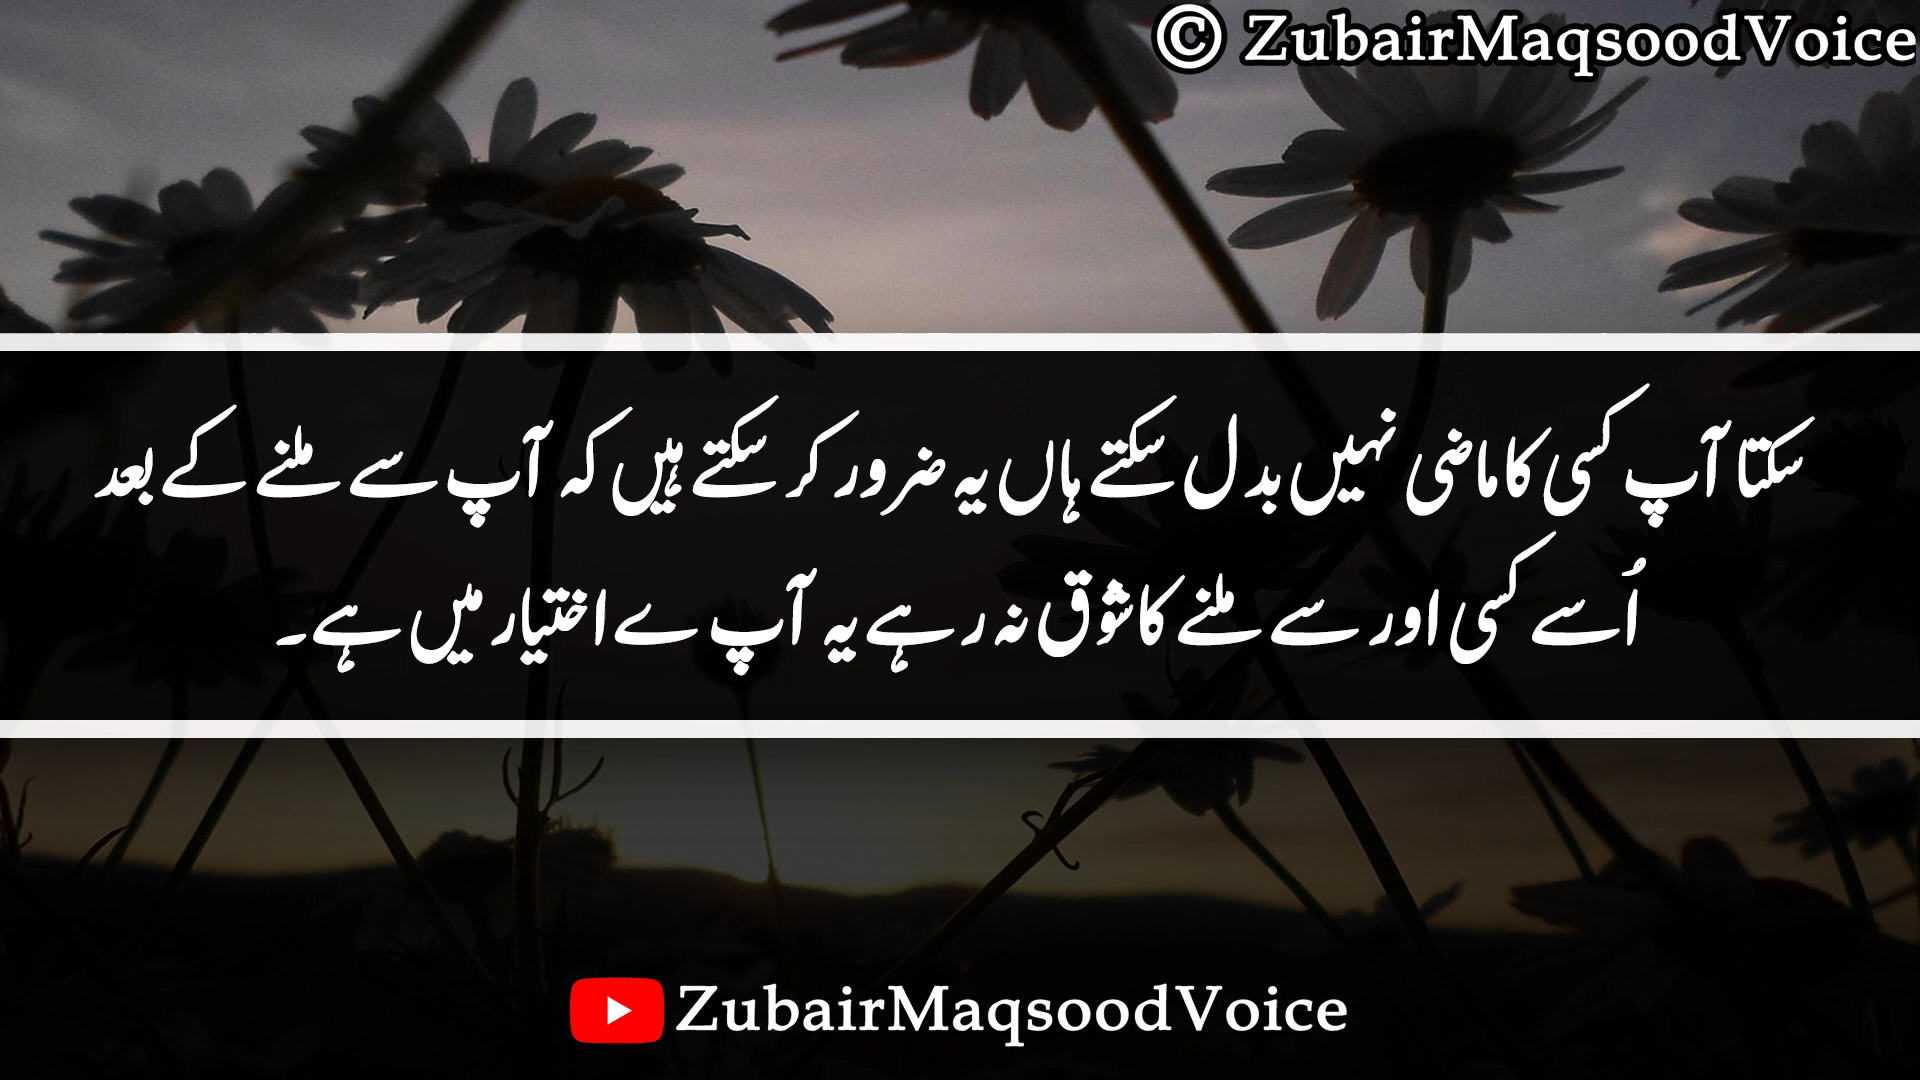 © ZubairMaqsoodVoice
سکتا آپ کسی کا ماضی نہیں بدل سکتے ہاں یہ ضرور کر سکتے ہیں کہ آپ سے ملنے کے بعد
اُسے کسی اور سے ملنے کا شوق نہ رہے یہ آپ ے اختیار میں ہے۔
ZubairMaqsoodVoice